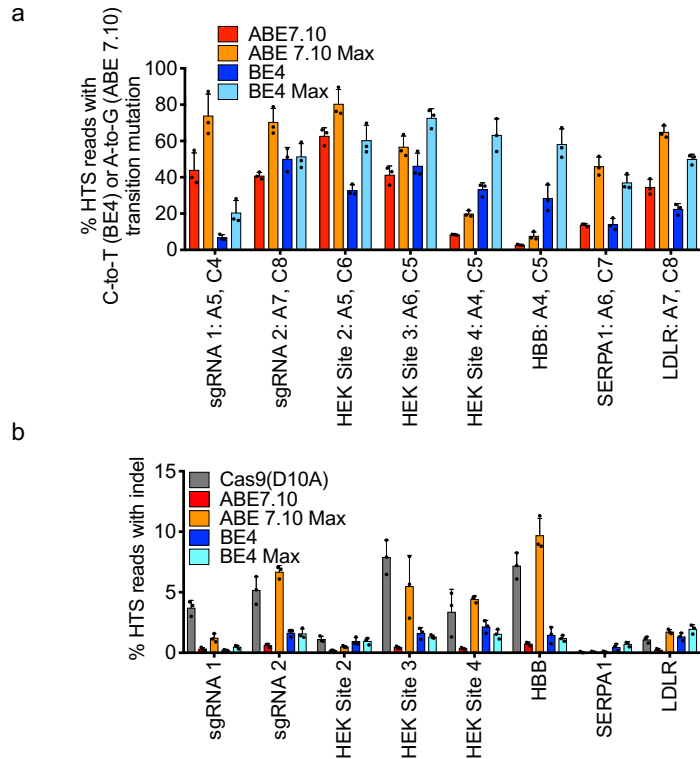 a
ABE7.10
ABE 7.10 Max
BE4
BE4 Max
% HTS reads with
C-to-T (BE4) or A-to-G (ABE 7.10)
transition mutation
100
80
60
40
20
0
sgRNA 1: A5, C4
sgRNA 2: A7, C8
HEK Site 2: A5, C6
HEK Site 3: A6, C5
HEK Site 4: A4, C5
HBB: A4, C5
SERPA1: A6, C7
LDLR: A7, C8
b
Cas9(D10A)
ABE7.10
ABE 7.10 Max
BE4
BE4 Max
% HTS reads with indel
15
10
5
0
sgRNA 1
sgRNA 2
HEK Site 2
HEK Site 3
HEK Site 4
HBB
SERPA1
LDLR